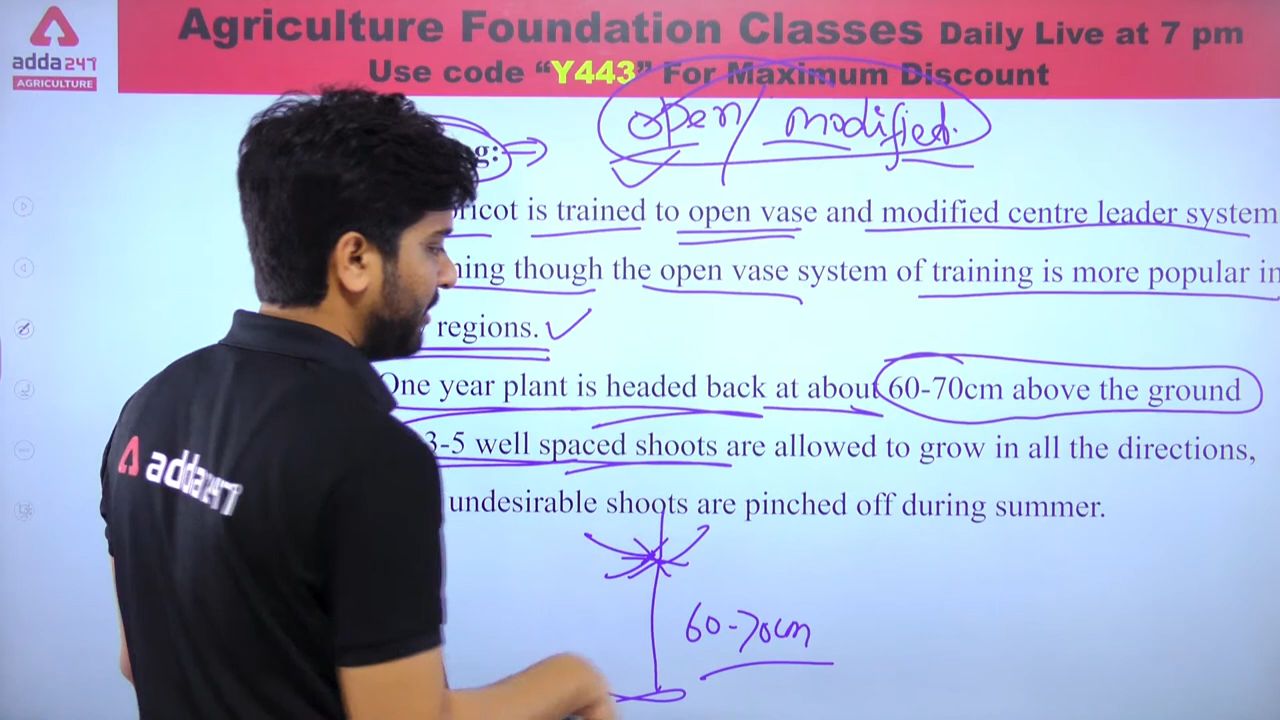 Agriculture Foundation Classes Daily Live at 7 pm
adda247
AGRICULTURE
Use code “Y443” For Maximum Discount
open/modified.
g:
ricot is trained to open vase and modified centre leader system
ning though the open vase system of training is more popular in
regions.
One year plant is headed back at about 60-70cm above the ground
3-5 well spaced shoots are allowed to grow in all the directions,
adda247
undesirable shoots are pinched off during summer.
60-70cm